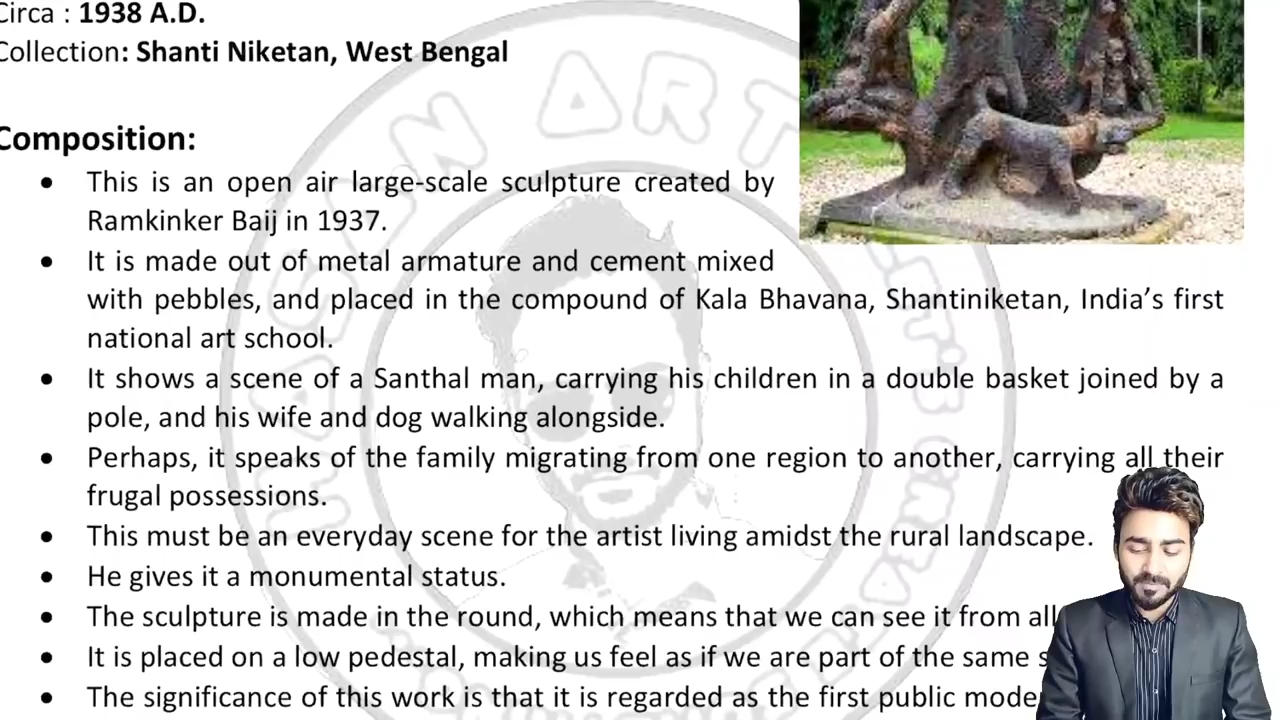 Circa : 1938 A.D.
Collection: Shanti Niketan, West Bengal
Composition:
• This is an open air large-scale sculpture created by
Ramkinker Baij in 1937.
• It is made out of metal armature and cement mixed
with pebbles, and placed in the compound of Kala Bhavana, Shantiniketan, India’s first
national art school.
• It shows a scene of a Santhal man, carrying his children in a double basket joined by a
pole, and his wife and dog walking alongside.
• Perhaps, it speaks of the family migrating from one region to another, carrying all their
frugal possessions.
• This must be an everyday scene for the artist living amidst the rural landscape.
• He gives it a monumental status.
• The sculpture is made in the round, which means that we can see it from all
• It is placed on a low pedestal, making us feel as if we are part of the same s
• The significance of this work is that it is regarded as the first public mode